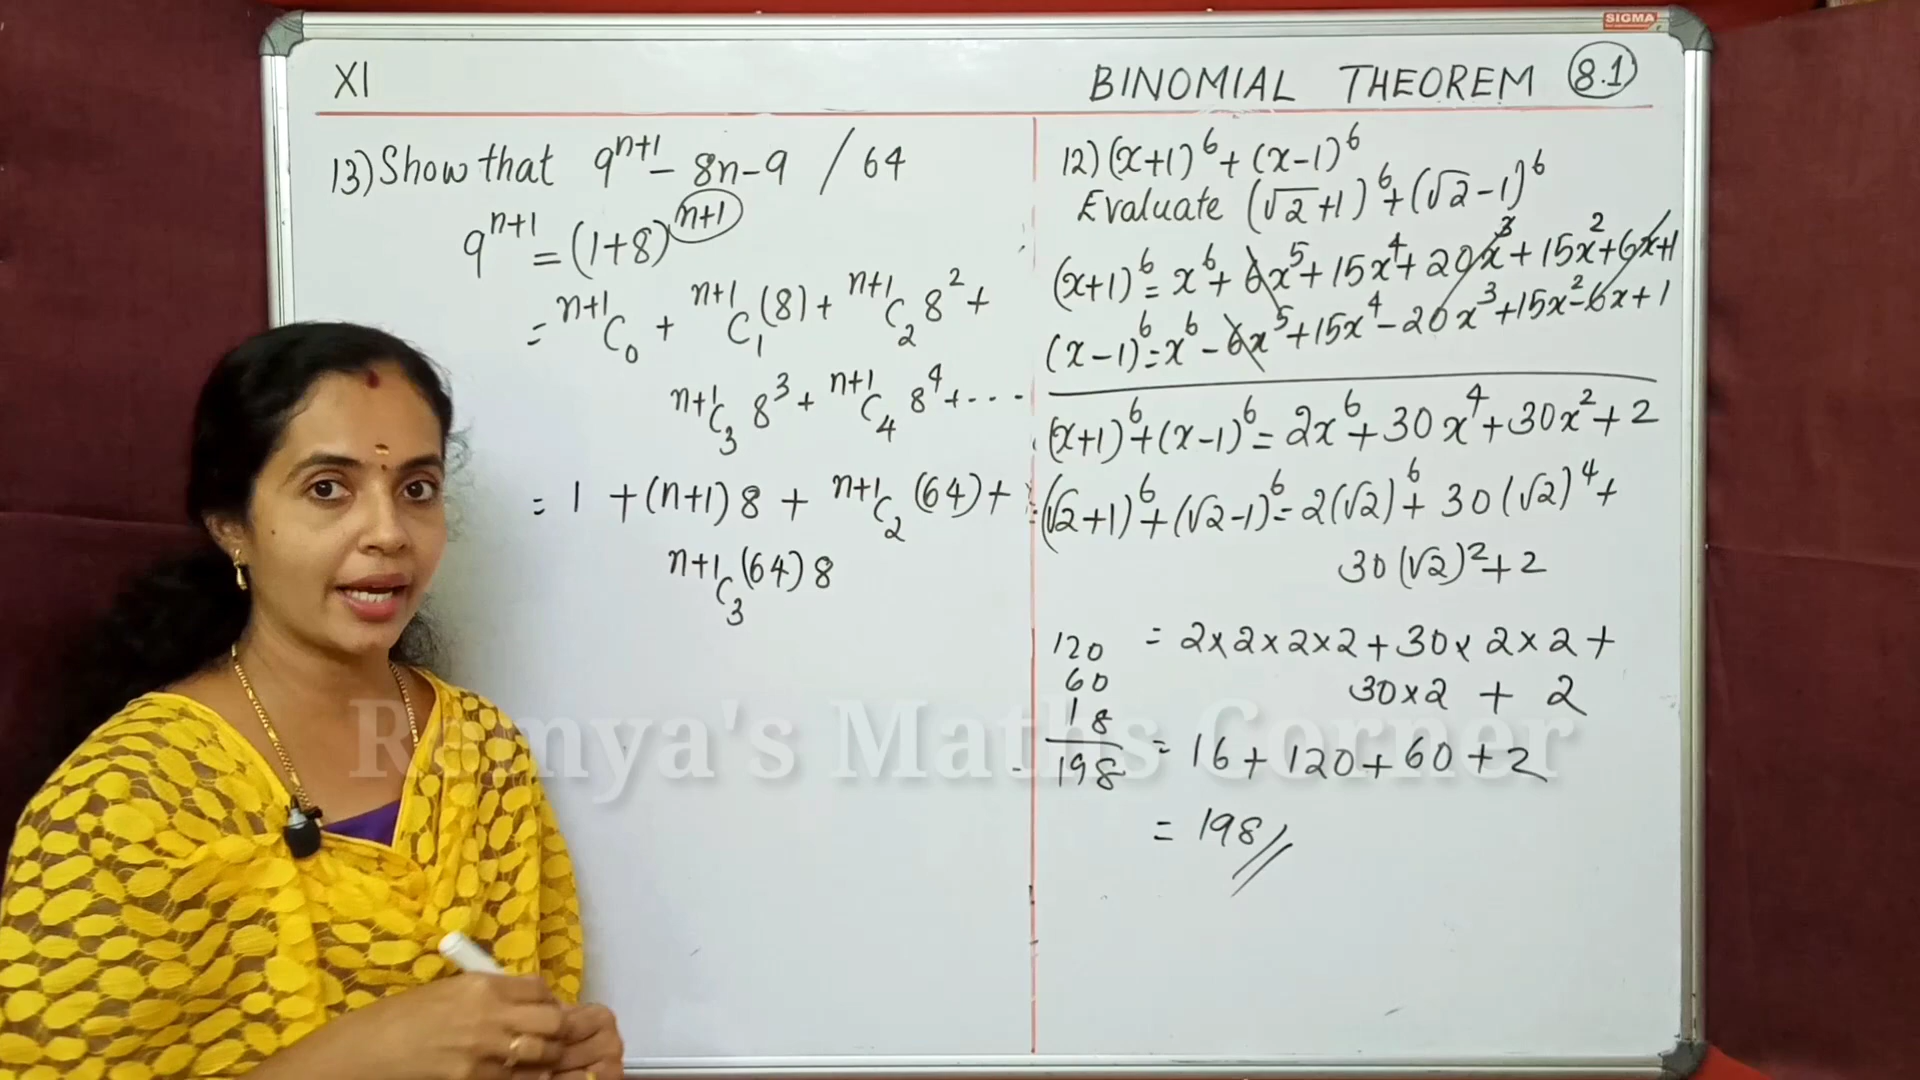 SIGMA
XI
BINOMIAL THEOREM 8.1
13) Show that 9^{n+1} - 8n - 9 / 64
9^{n+1} = (1+8)^{n+1}
= ^{n+1}C_0 + ^{n+1}C_1 (8) + ^{n+1}C_2 8^2 +
^{n+1}C_3 8^3 + ^{n+1}C_4 8^4 + ...
= 1 + (n+1) 8 + ^{n+1}C_2 (64) +
^{n+1}C_3 (64) 8
12) (x+1)^6 + (x-1)^6
Evaluate (√2+1)^6 + (√2-1)^6
(x+1)^6 = x^6 + 6x^5 + 15x^4 + 20x^3 + 15x^2 + 6x + 1
(x-1)^6 = x^6 - 6x^5 + 15x^4 - 20x^3 + 15x^2 - 6x + 1
(x+1)^6 + (x-1)^6 = 2x^6 + 30x^4 + 30x^2 + 2
(√2+1)^6 + (√2-1)^6 = 2(√2)^6 + 30(√2)^4 +
30(√2)^2 + 2
= 2×2×2×2 + 30×2×2 +
30×2 + 2
= 16 + 120 + 60 + 2
= 198
120
60
18
198
Ramya's Maths Corner